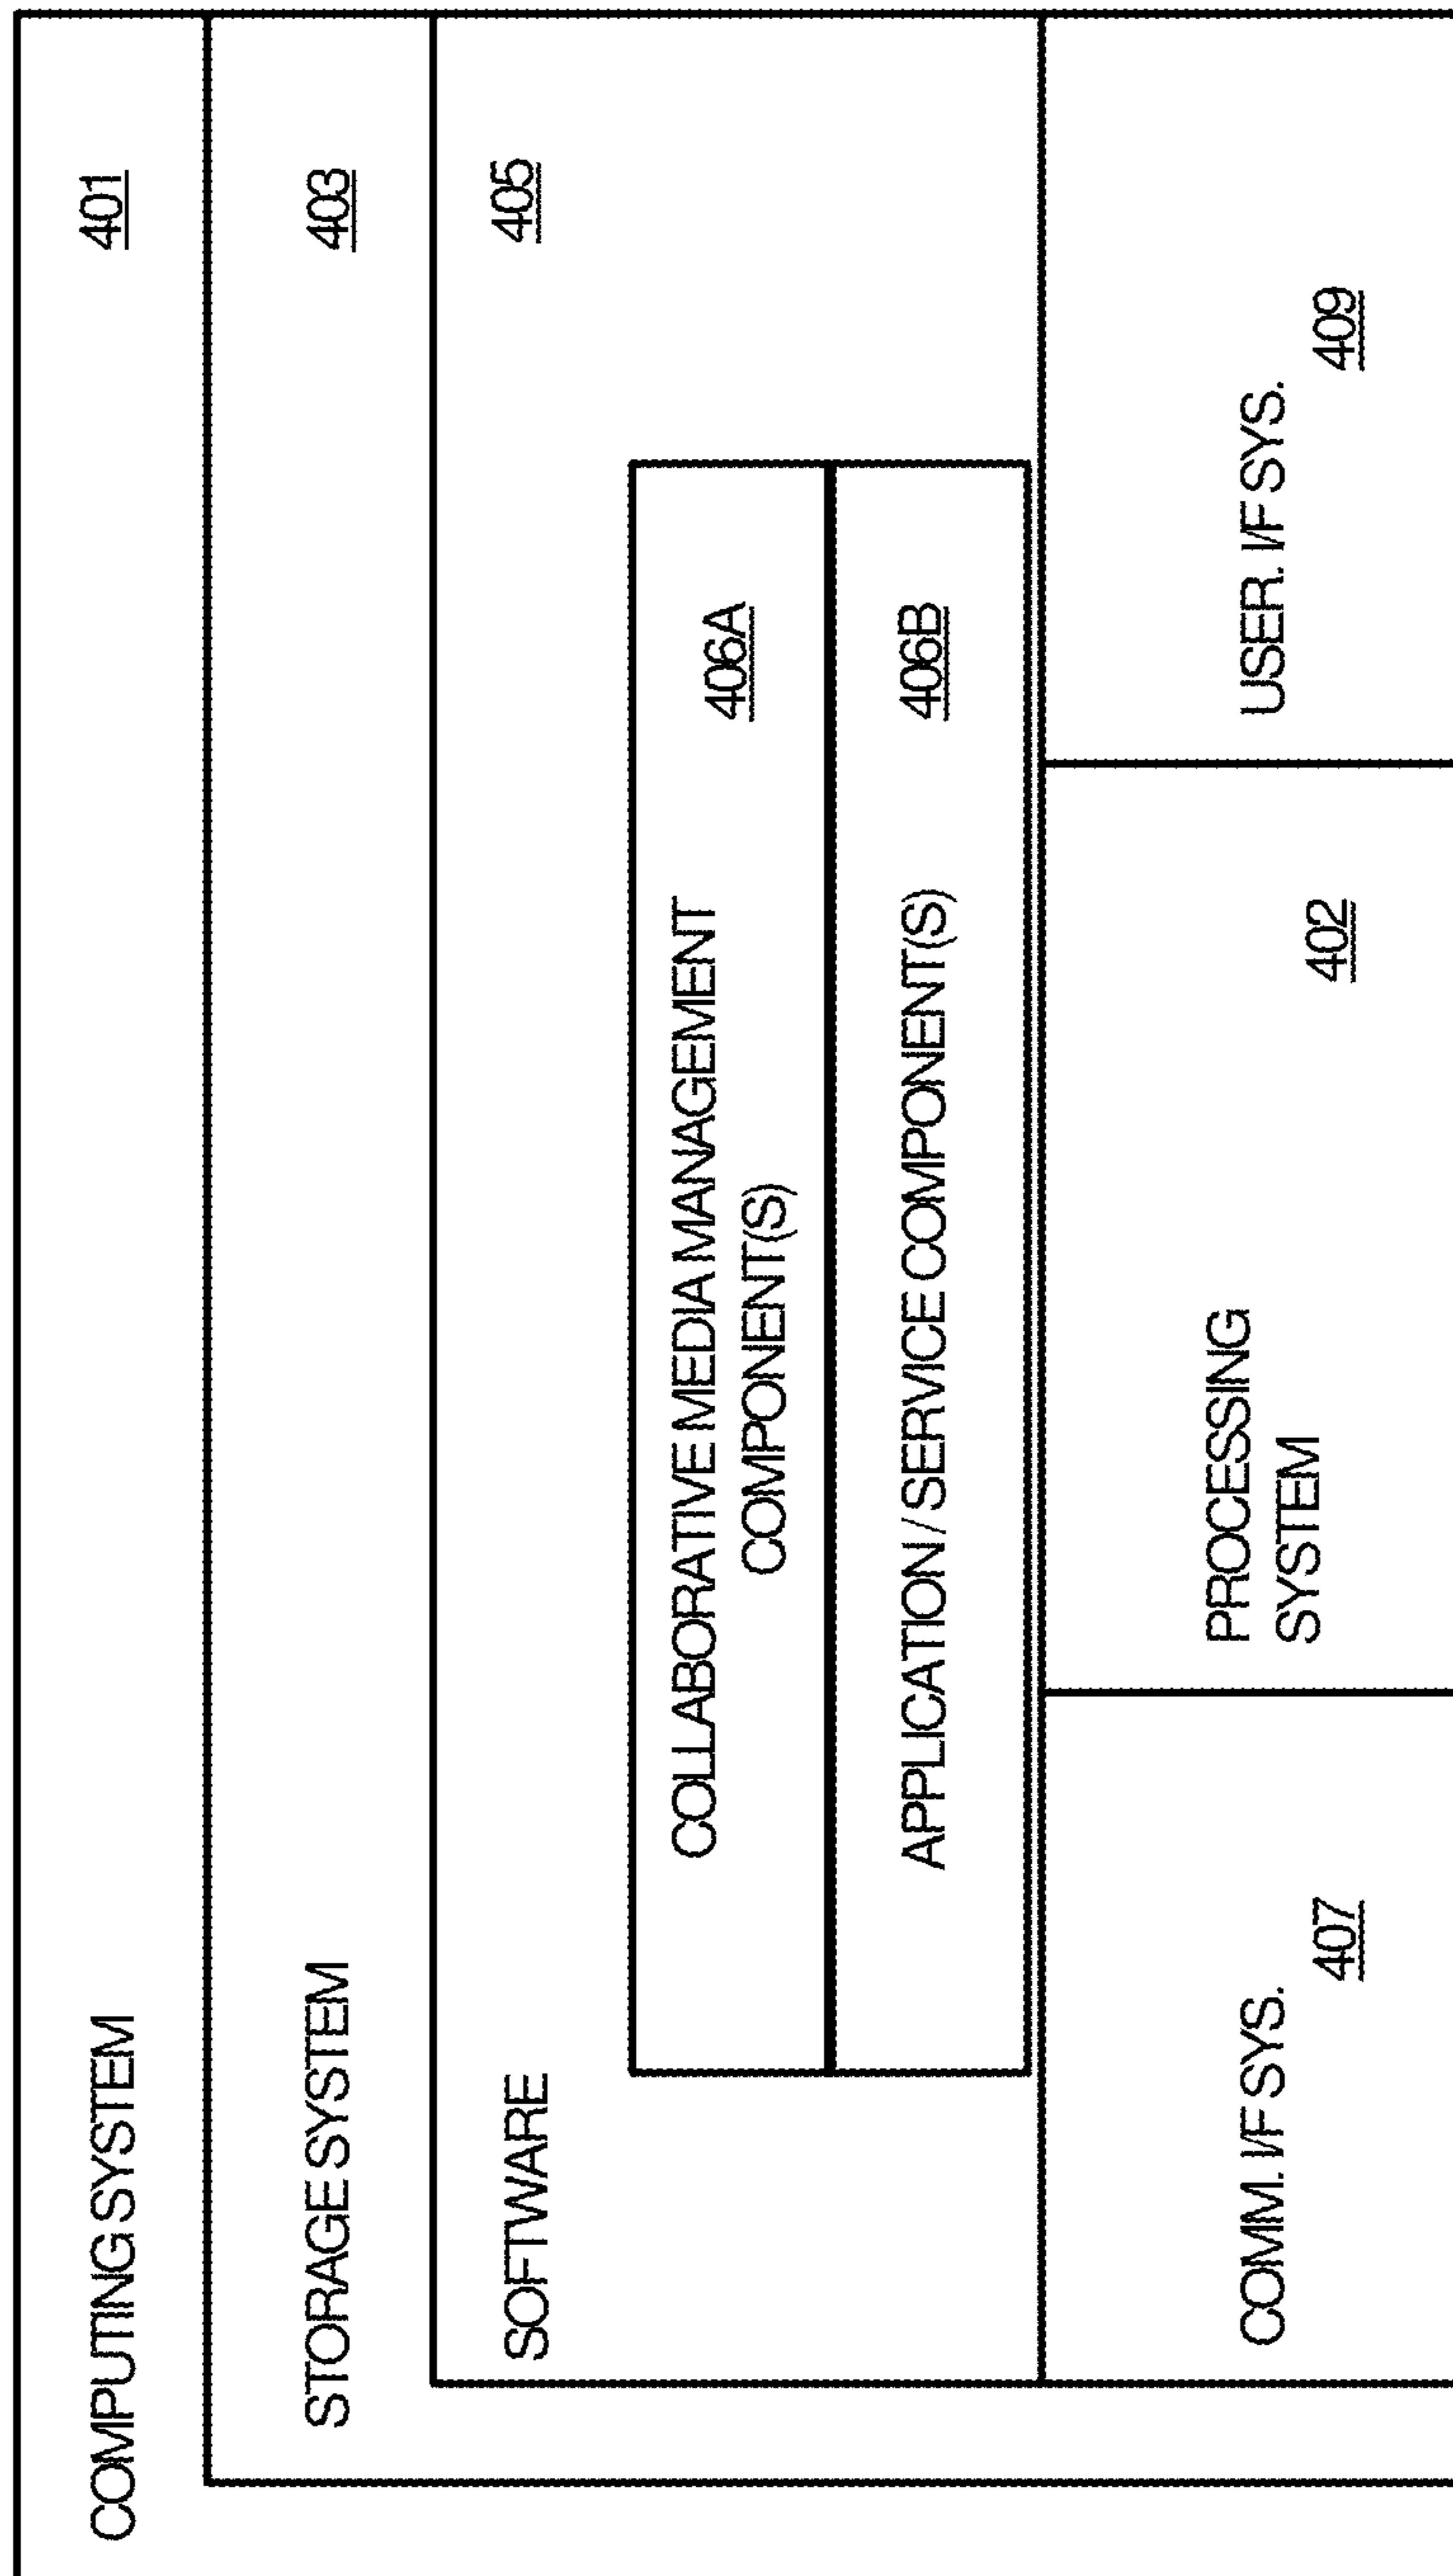 COMPUTING SYSTEM 401
STORAGE SYSTEM 403
SOFTWARE 405
COLLABORATIVE MEDIA MANAGEMENT
COMPONENT(S)
406A
APPLICATION / SERVICE COMPONENT(S) 406B
COMM. I/F SYS.
407
PROCESSING
SYSTEM
402
USER. I/F SYS.
409